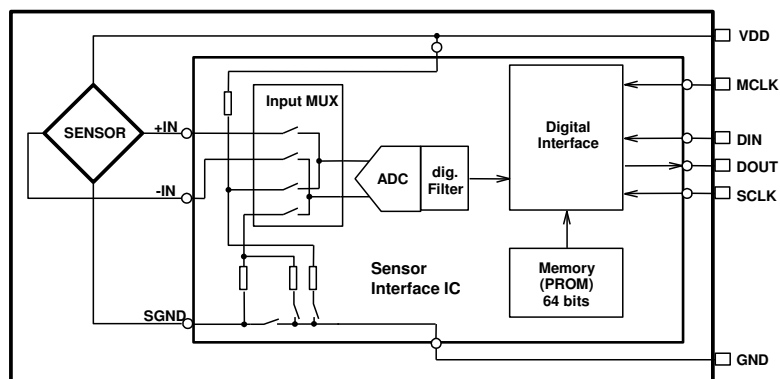 VDD
MCLK
Input MUX
+IN
SENSOR
Digital
Interface
DIN
DOUT
ADC
dig.
Filter
-IN
SCLK
Sensor
Interface IC
Memory
(PROM)
64 bits
SGND
GND